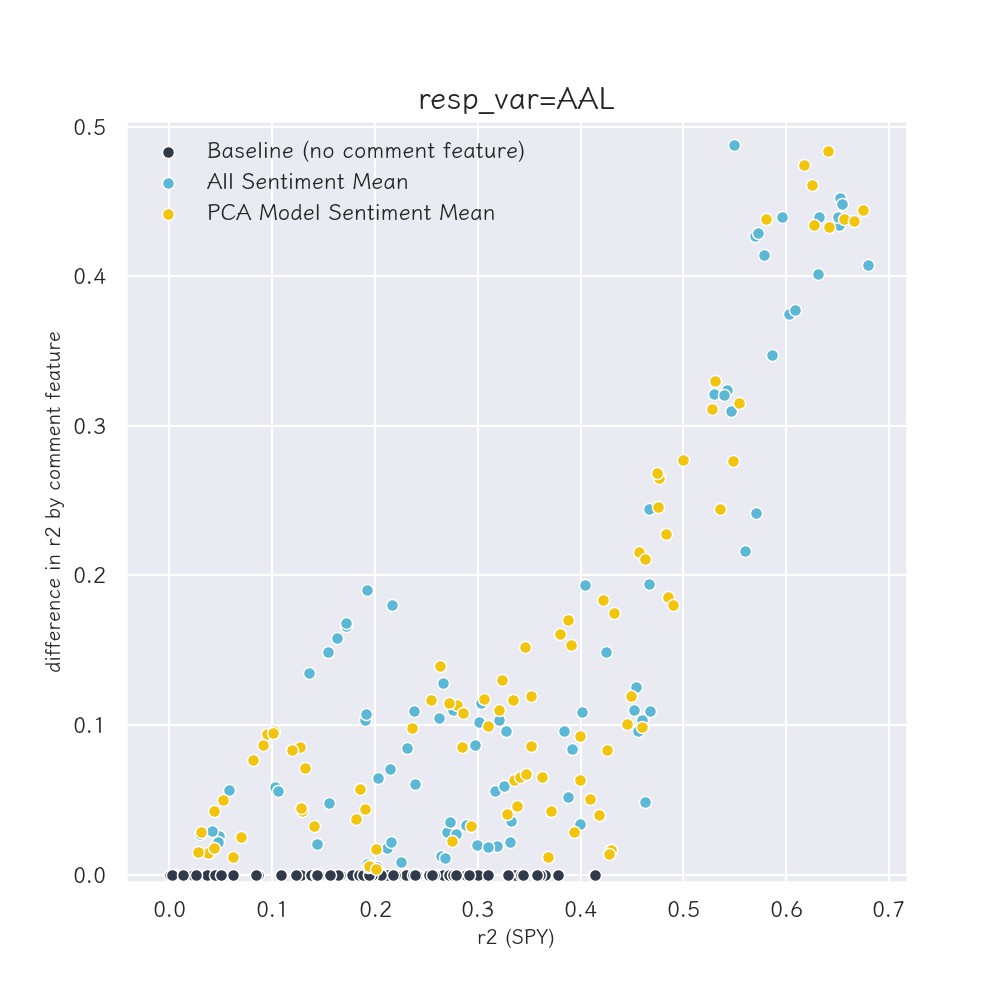 resp_var=AAL
Baseline (no comment feature)
All Sentiment Mean
PCA Model Sentiment Mean
difference in r2 by comment feature
0.5
0.4
0.3
0.2
0.1
0.0
0.0 0.1 0.2 0.3 0.4 0.5 0.6 0.7
r2 (SPY)